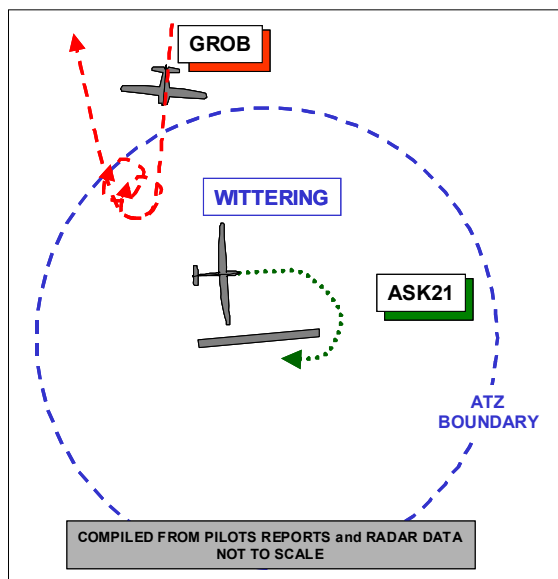 GROB
WITTERING
ASK21
ATZ
BOUNDARY
COMPILED FROM PILOTS REPORTS and RADAR DATA
NOT TO SCALE